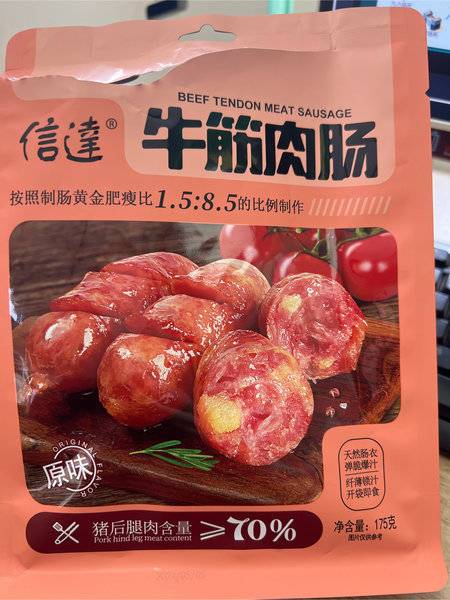 BEEF TENDON MEAT SAUSAGE
信達®
牛筋肉肠
按照制肠黄金肥瘦比1.5:8.5的比例制作
ORIGINAL FLAVOR
原味
天然肠衣
弹脆爆汁
纤薄锁汁
开袋即食
猪后腿肉含量 ≥70%
Pork hind leg meat content
净含量：175克
图片仅供参考